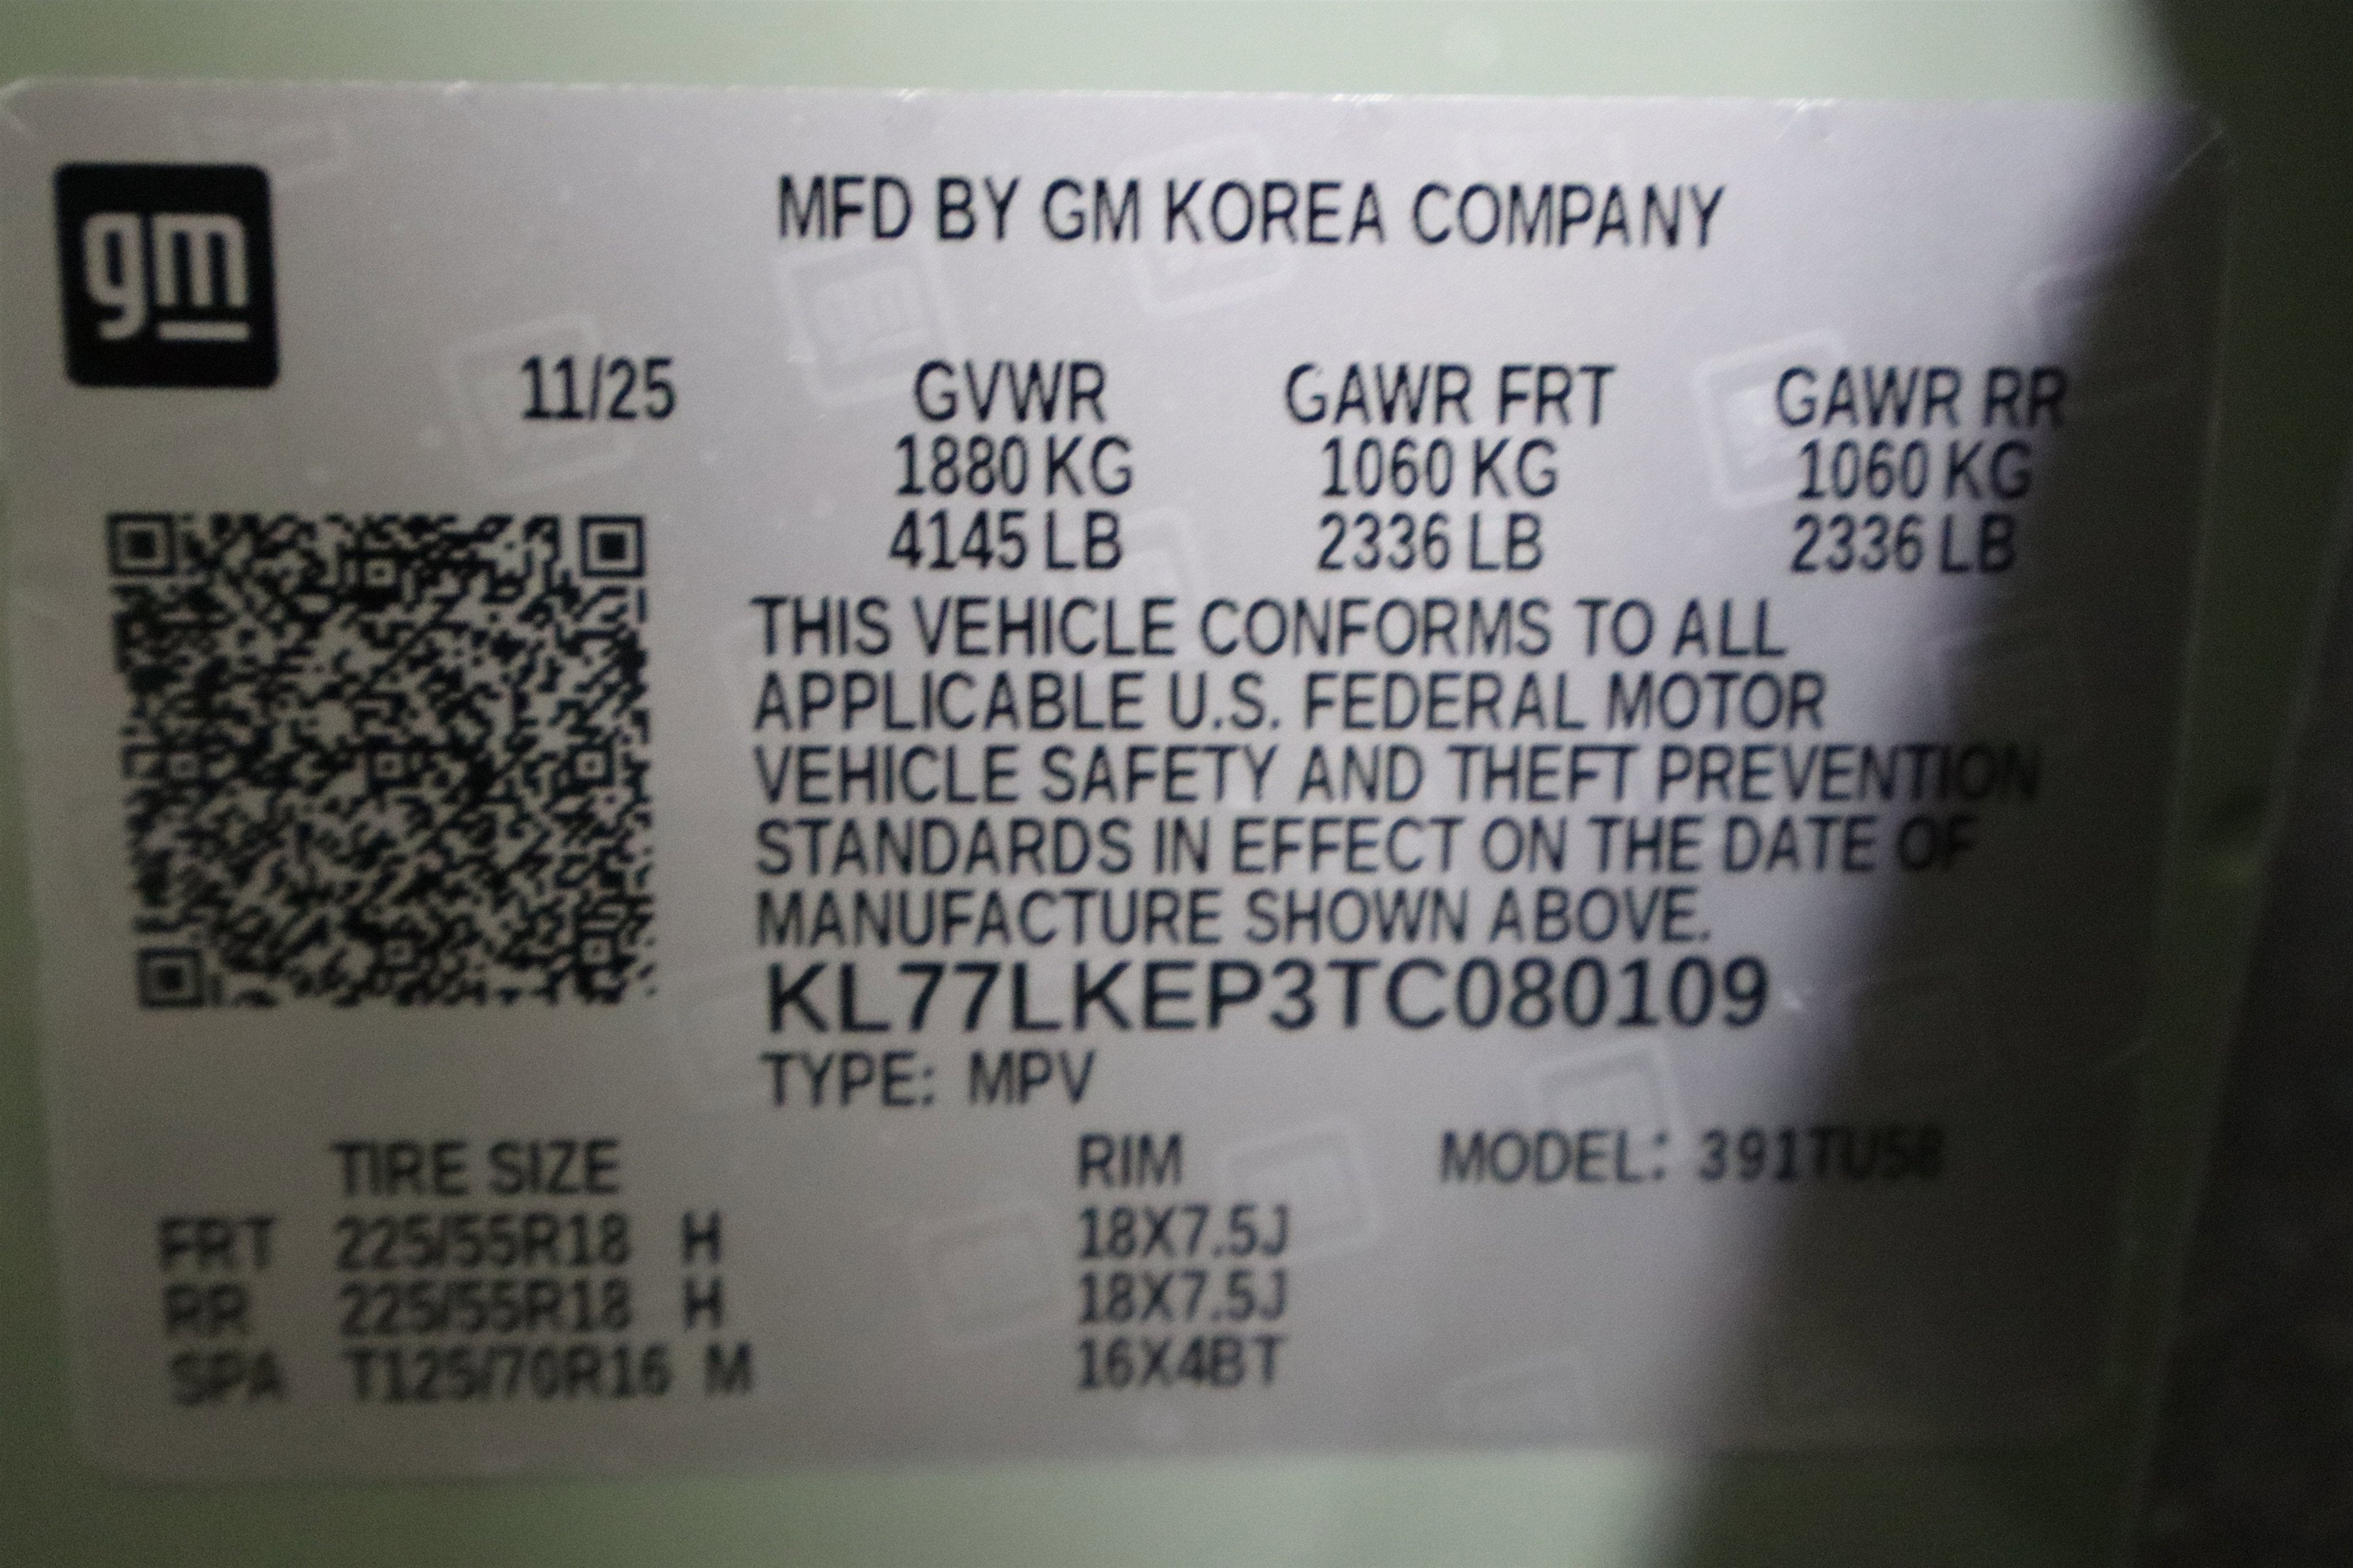 gm
MFD BY GM KOREA COMPANY
11/25 GVWR GAWR FRT GAWR RR
1880 KG 1060 KG 1060 KG
4145 LB 2336 LB 2336 LB
THIS VEHICLE CONFORMS TO ALL
APPLICABLE U.S. FEDERAL MOTOR
VEHICLE SAFETY AND THEFT PREVENTION
STANDARDS IN EFFECT ON THE DATE OF
MANUFACTURE SHOWN ABOVE.
KL77LKEP3TC080109
TYPE: MPV
TIRE SIZE RIM MODEL:
FRT 225/55R18 H 18X7.5J
RR 225/55R18 H 18X7.5J
SPA T125/70R16 M 16X4BT